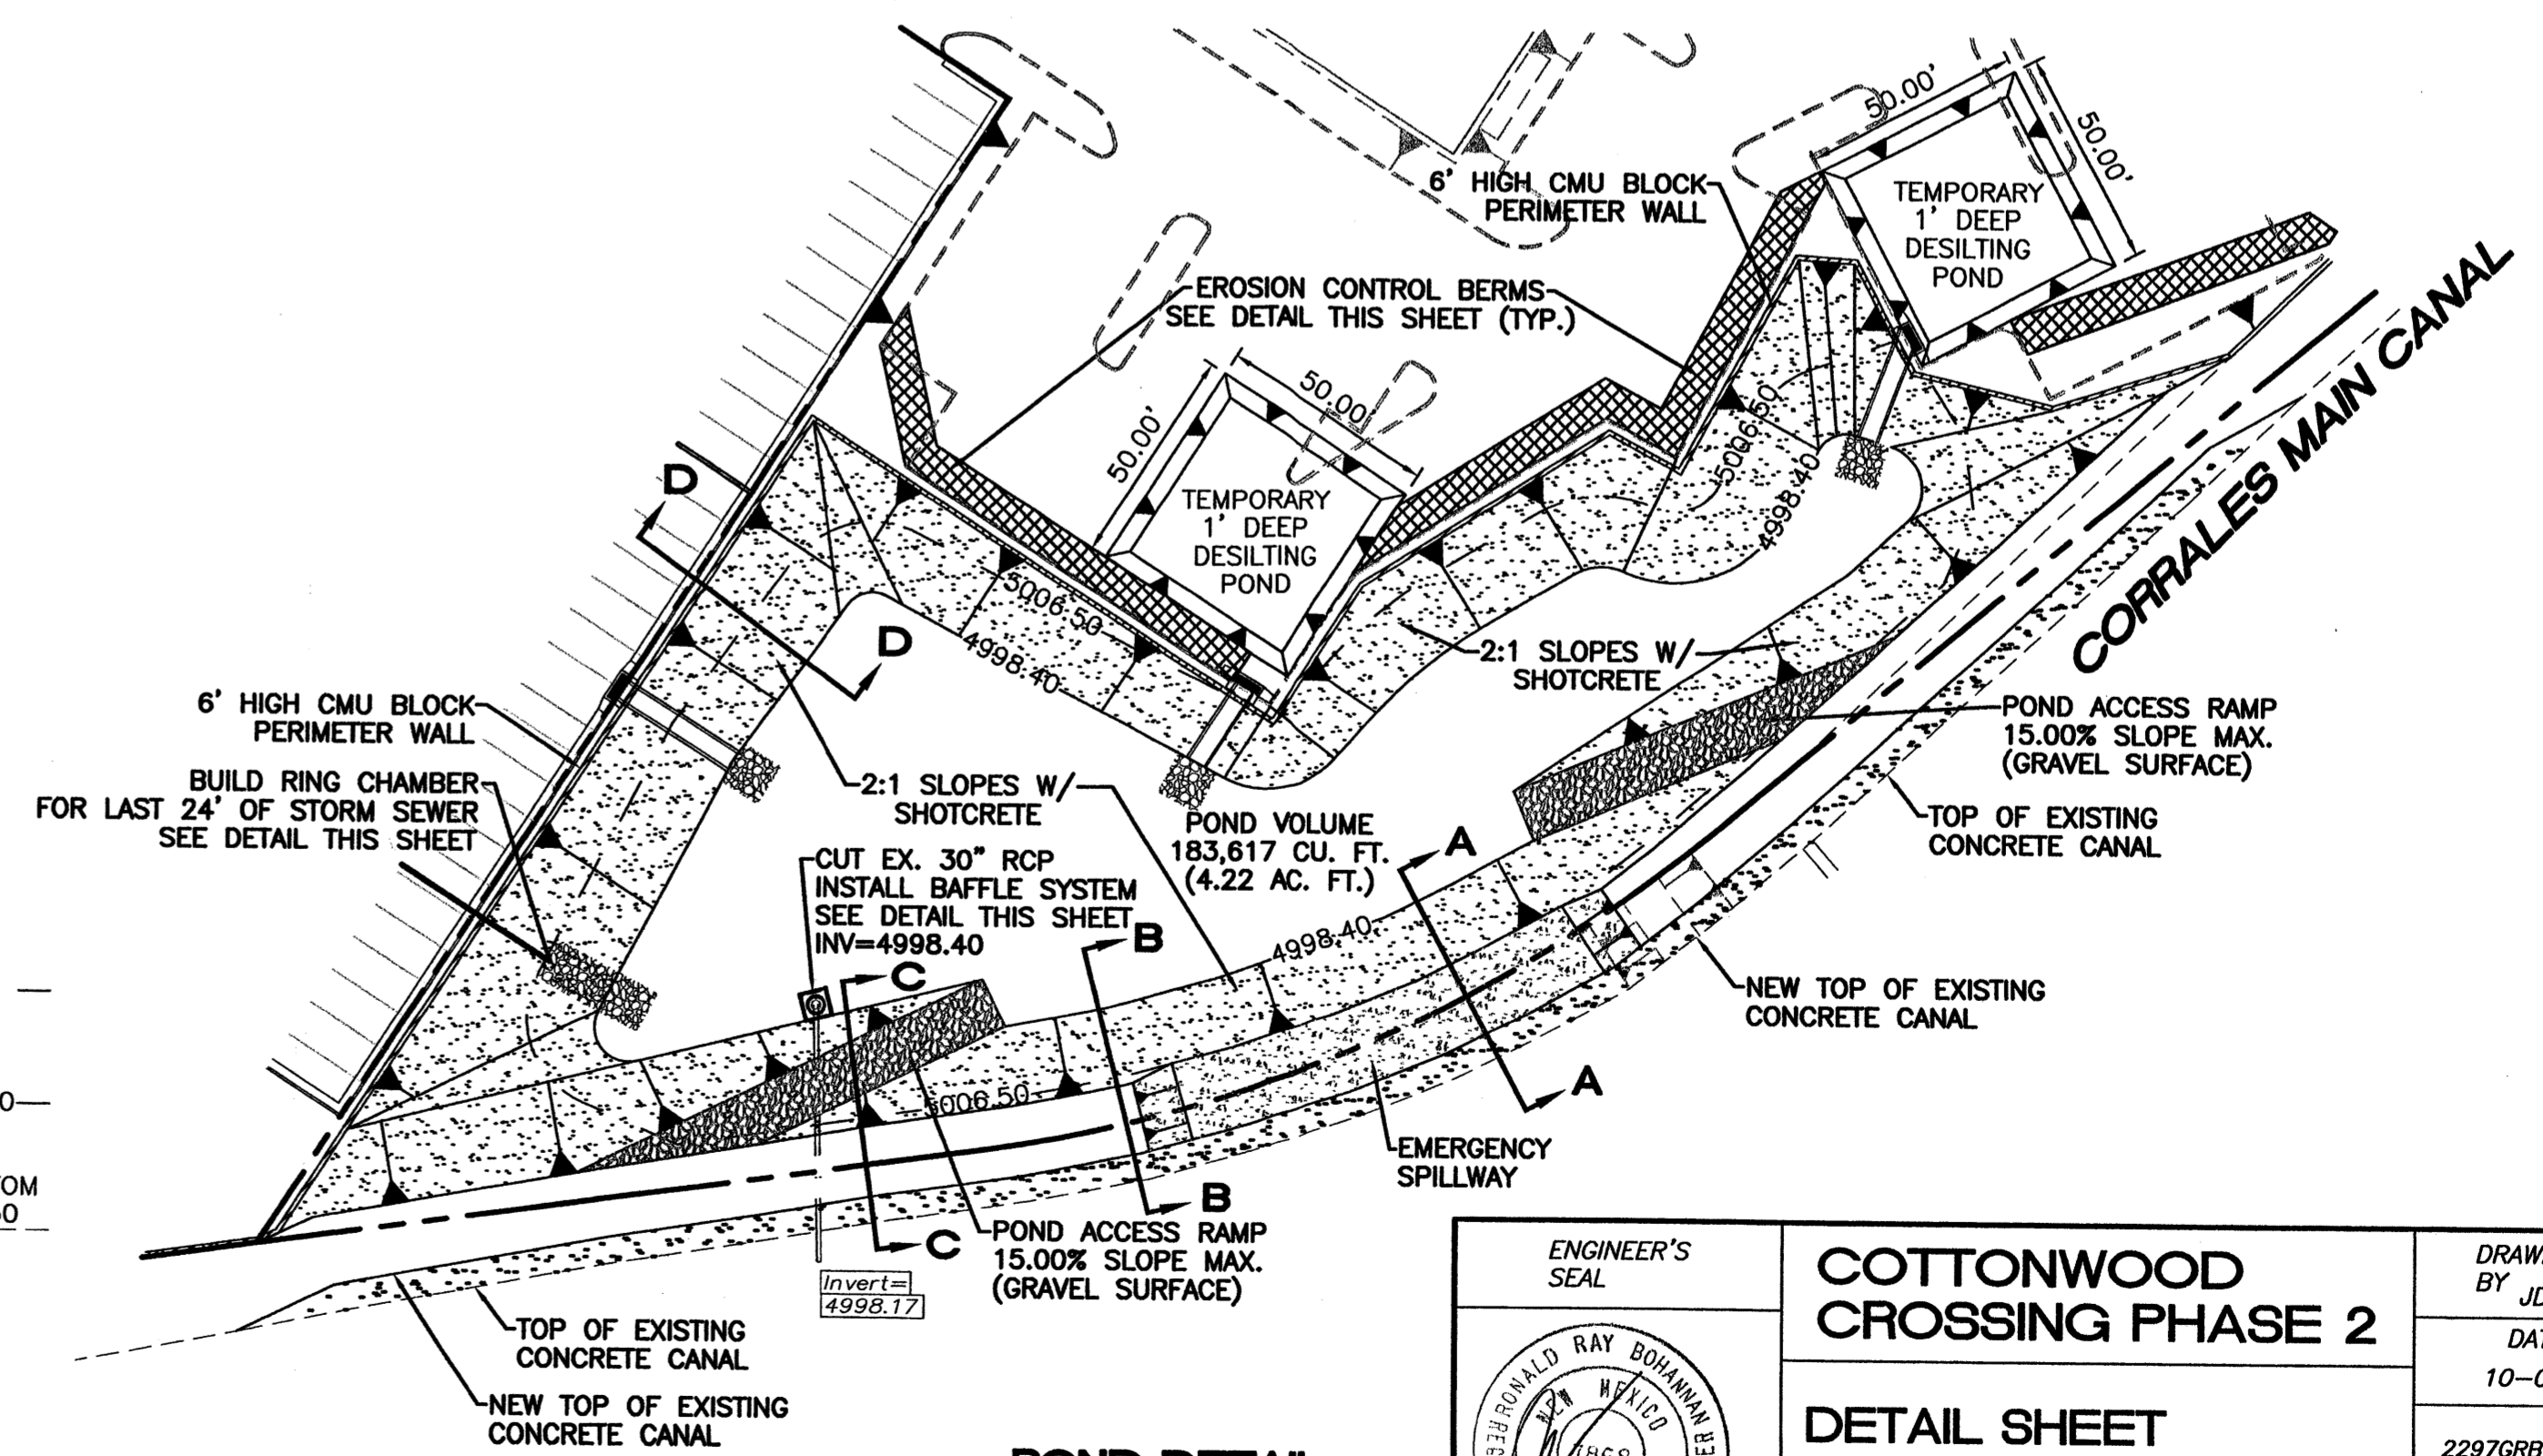 50.00'
50.00'
TEMPORARY
1' DEEP
DESILTING
POND
6' HIGH CMU BLOCK
PERIMETER WALL
EROSION CONTROL BERMS
SEE DETAIL THIS SHEET (TYP.)
CORRALES MAIN CANAL
50.00'
50.00'
TEMPORARY
1' DEEP
DESILTING
POND
5006.50
4998.40
D
D
5006.50
4998.40
2:1 SLOPES W/
SHOTCRETE
6' HIGH CMU BLOCK
PERIMETER WALL
POND ACCESS RAMP
15.00% SLOPE MAX.
(GRAVEL SURFACE)
BUILD RING CHAMBER
FOR LAST 24' OF STORM SEWER
SEE DETAIL THIS SHEET
2:1 SLOPES W/
SHOTCRETE
POND VOLUME
183,617 CU. FT.
(4.22 AC. FT.)
TOP OF EXISTING
CONCRETE CANAL
CUT EX. 30" RCP
INSTALL BAFFLE SYSTEM
SEE DETAIL THIS SHEET
INV=4998.40
A
B
C
4998.40
NEW TOP OF EXISTING
CONCRETE CANAL
5006.50
A
EMERGENCY
SPILLWAY
B
C
POND ACCESS RAMP
15.00% SLOPE MAX.
(GRAVEL SURFACE)
Invert=
4998.17
TOP OF EXISTING
CONCRETE CANAL
NEW TOP OF EXISTING
CONCRETE CANAL
POND DETAIL
ENGINEER'S
SEAL
COTTONWOOD
CROSSING PHASE 2
BY JD
DETAIL SHEET
RONALD RAY BOHANNAN
NEW MEXICO